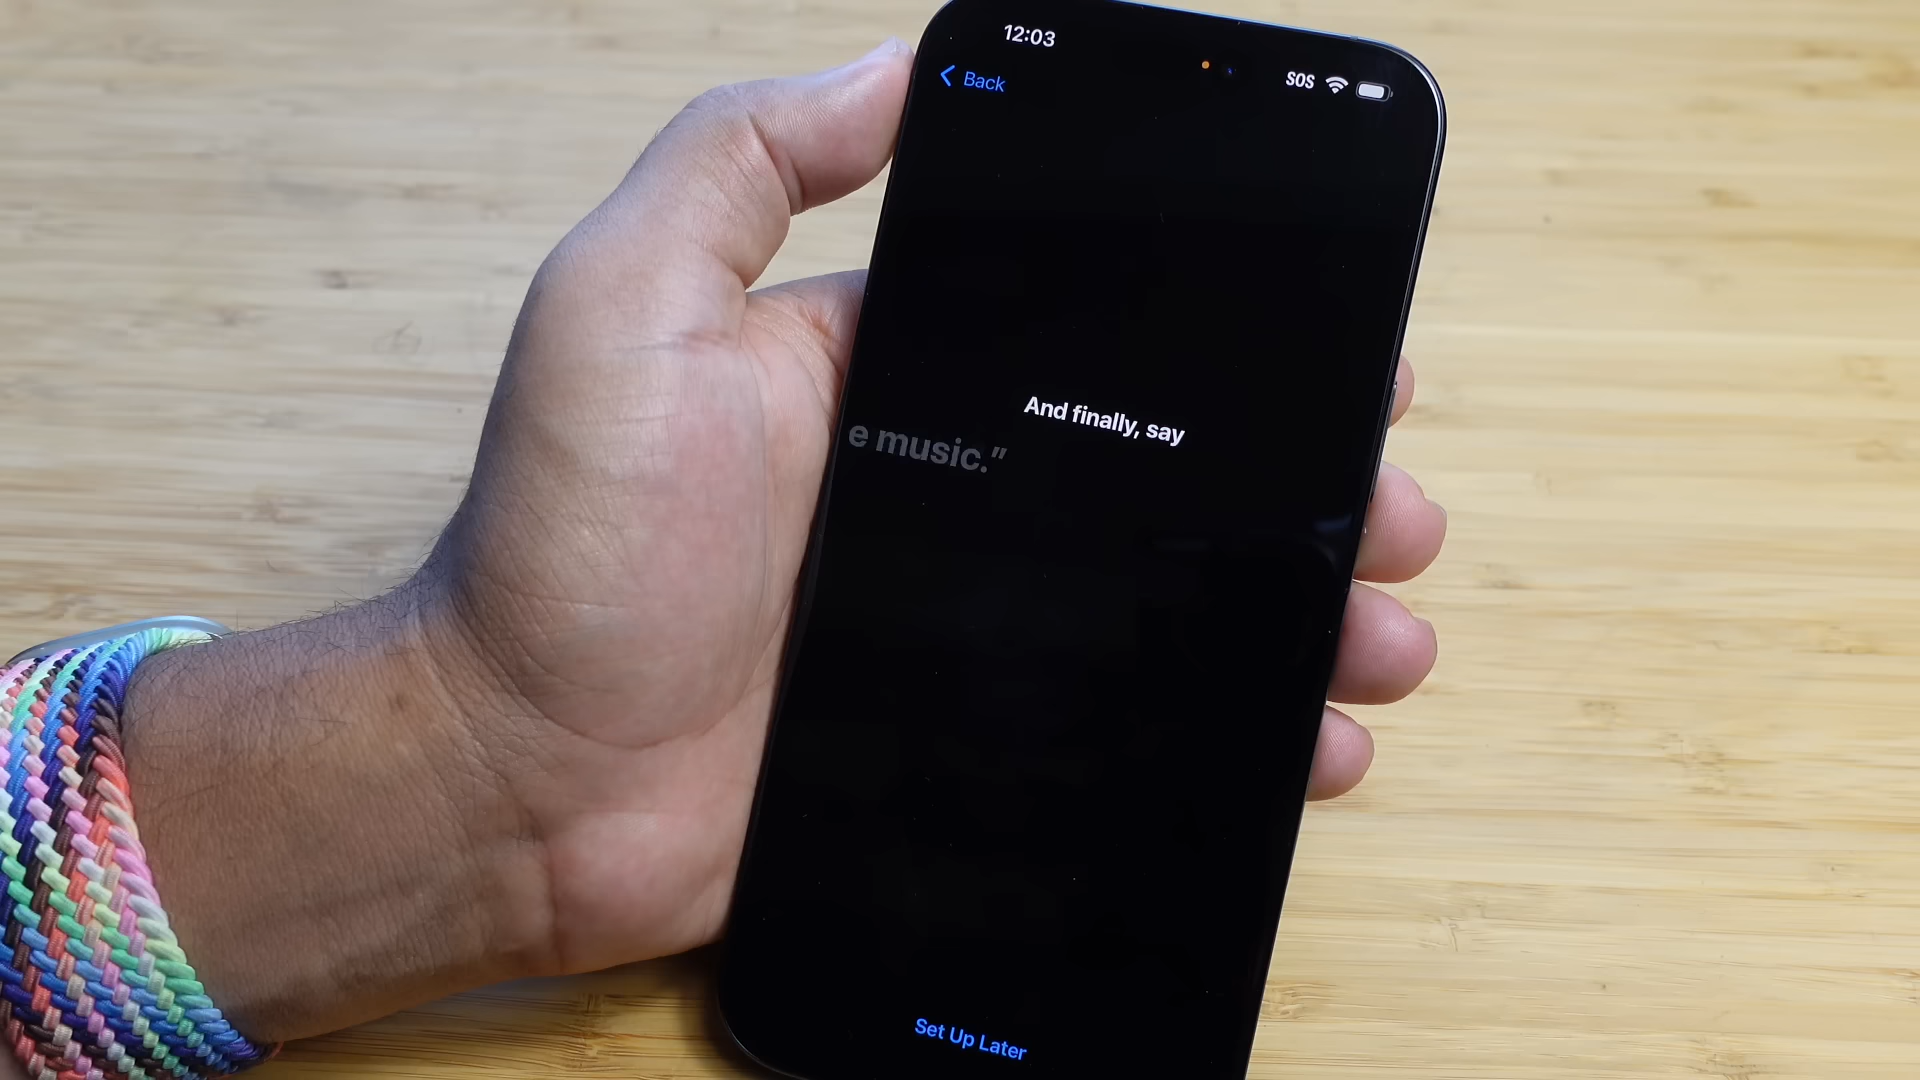 12:03
SOS
Back
And finally, say
e music.”
Set Up Later